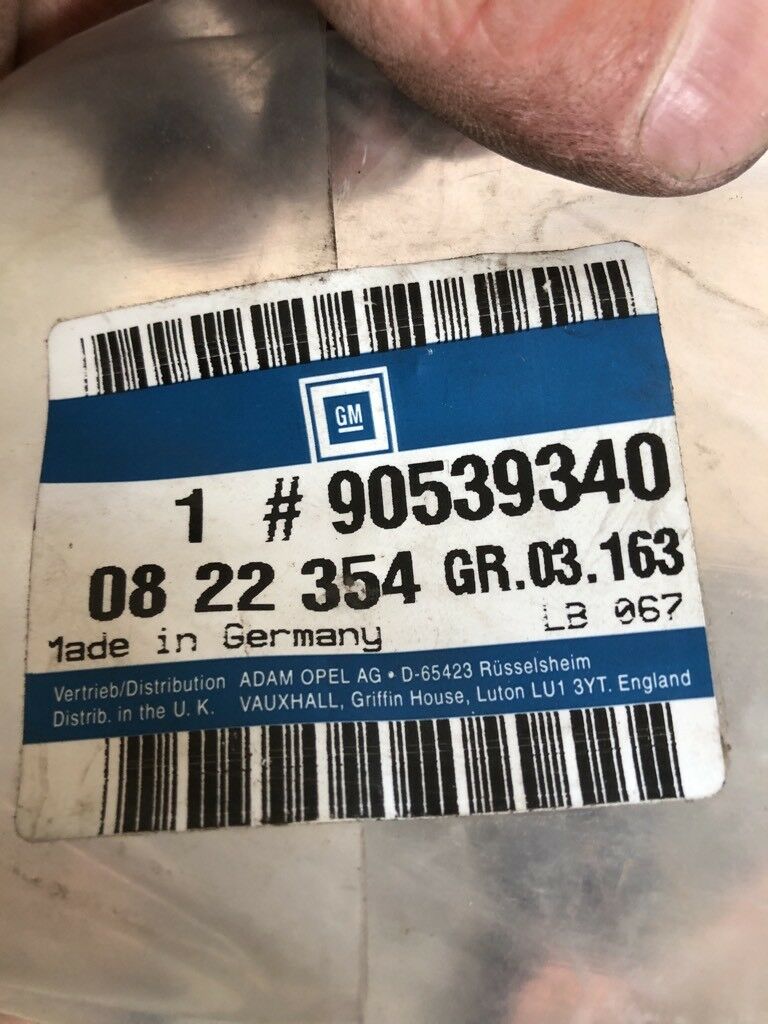 GM
1 # 90539340
08 22 354 GR.03.163
LB 067
Made in Germany
Vertrieb/Distribution ADAM OPEL AG • D-65423 Rüsselsheim
Distrib. in the U. K. VAUXHALL, Griffin House, Luton LU1 3YT. England